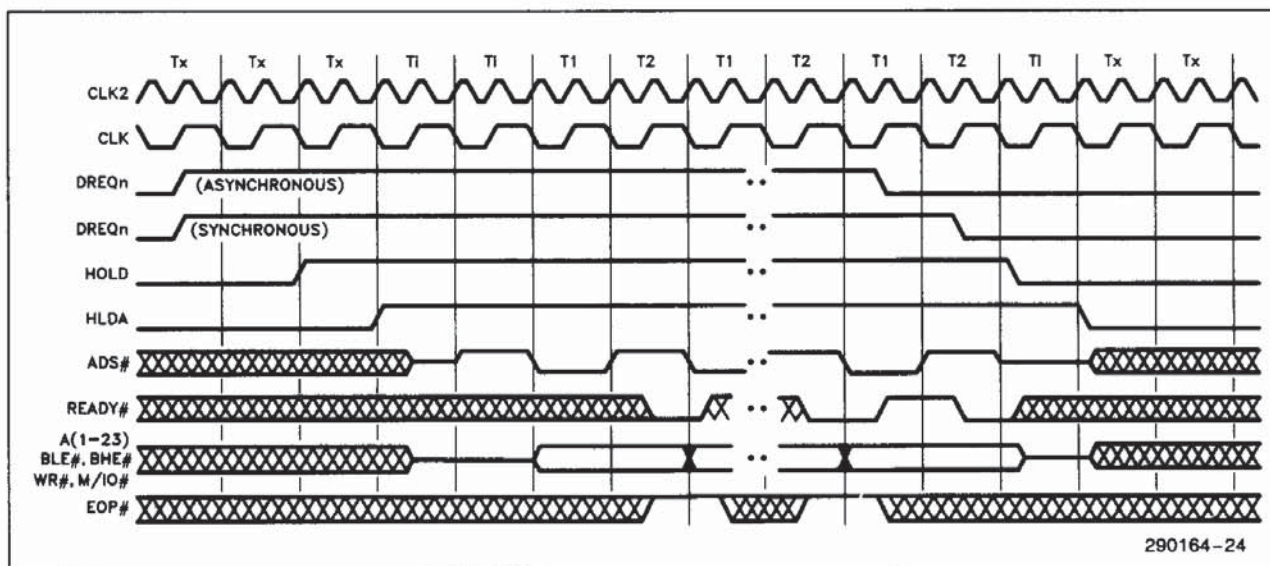 Tx Tx Tx Ti Ti T1 T2 T1 T2 T1 T2 Ti Tx Tx
CLK2
CLK
DREQn (ASYNCHRONOUS)
DREQn (SYNCHRONOUS)
HOLD
HLDA
ADS#
READY#
A(1-23)
BLE#, BHE#
WR#, M/IO#
EOP#
290164-24